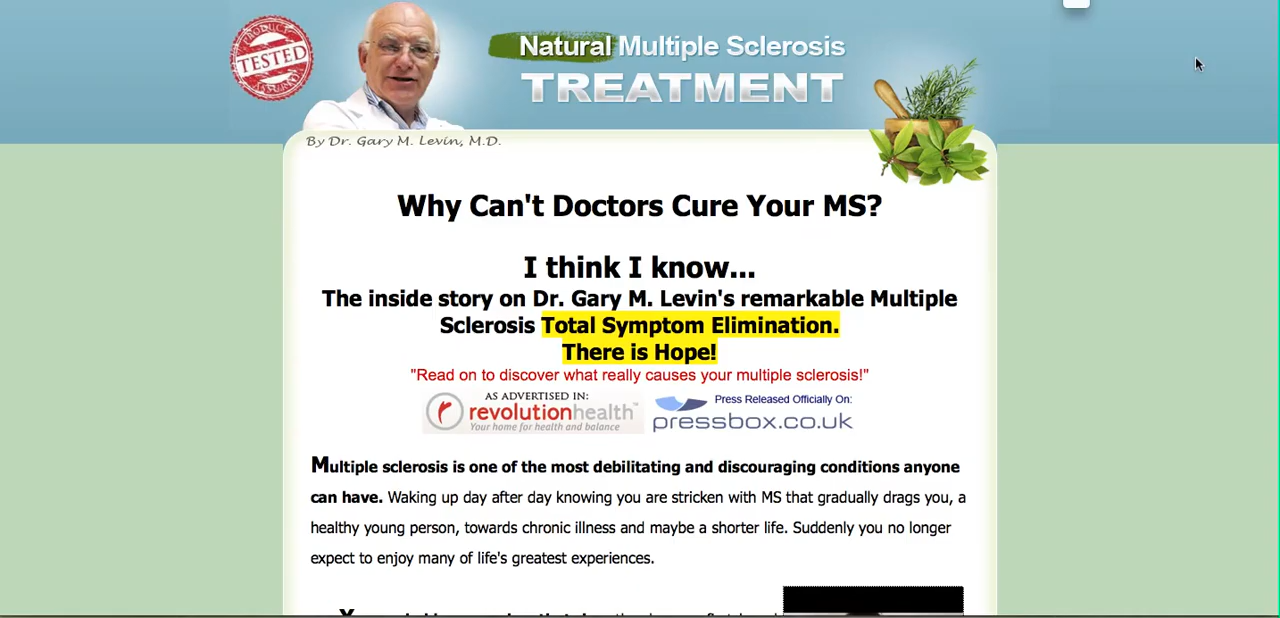 PRODUCT
TESTED
Natural Multiple Sclerosis
TREATMENT
By Dr. Gary M. Levin, M.D.
Why Can't Doctors Cure Your MS?
I think I know...
The inside story on Dr. Gary M. Levin's remarkable Multiple
Sclerosis Total Symptom Elimination.
There is Hope!
"Read on to discover what really causes your multiple sclerosis!"
AS ADVERTISED IN:
revolutionhealth™
Your home for health and balance
Press Released Officially On:
pressbox.co.uk
Multiple sclerosis is one of the most debilitating and discouraging conditions anyone
can have. Waking up day after day knowing you are stricken with MS that gradually drags you, a
healthy young person, towards chronic illness and maybe a shorter life. Suddenly you no longer
expect to enjoy many of life's greatest experiences.